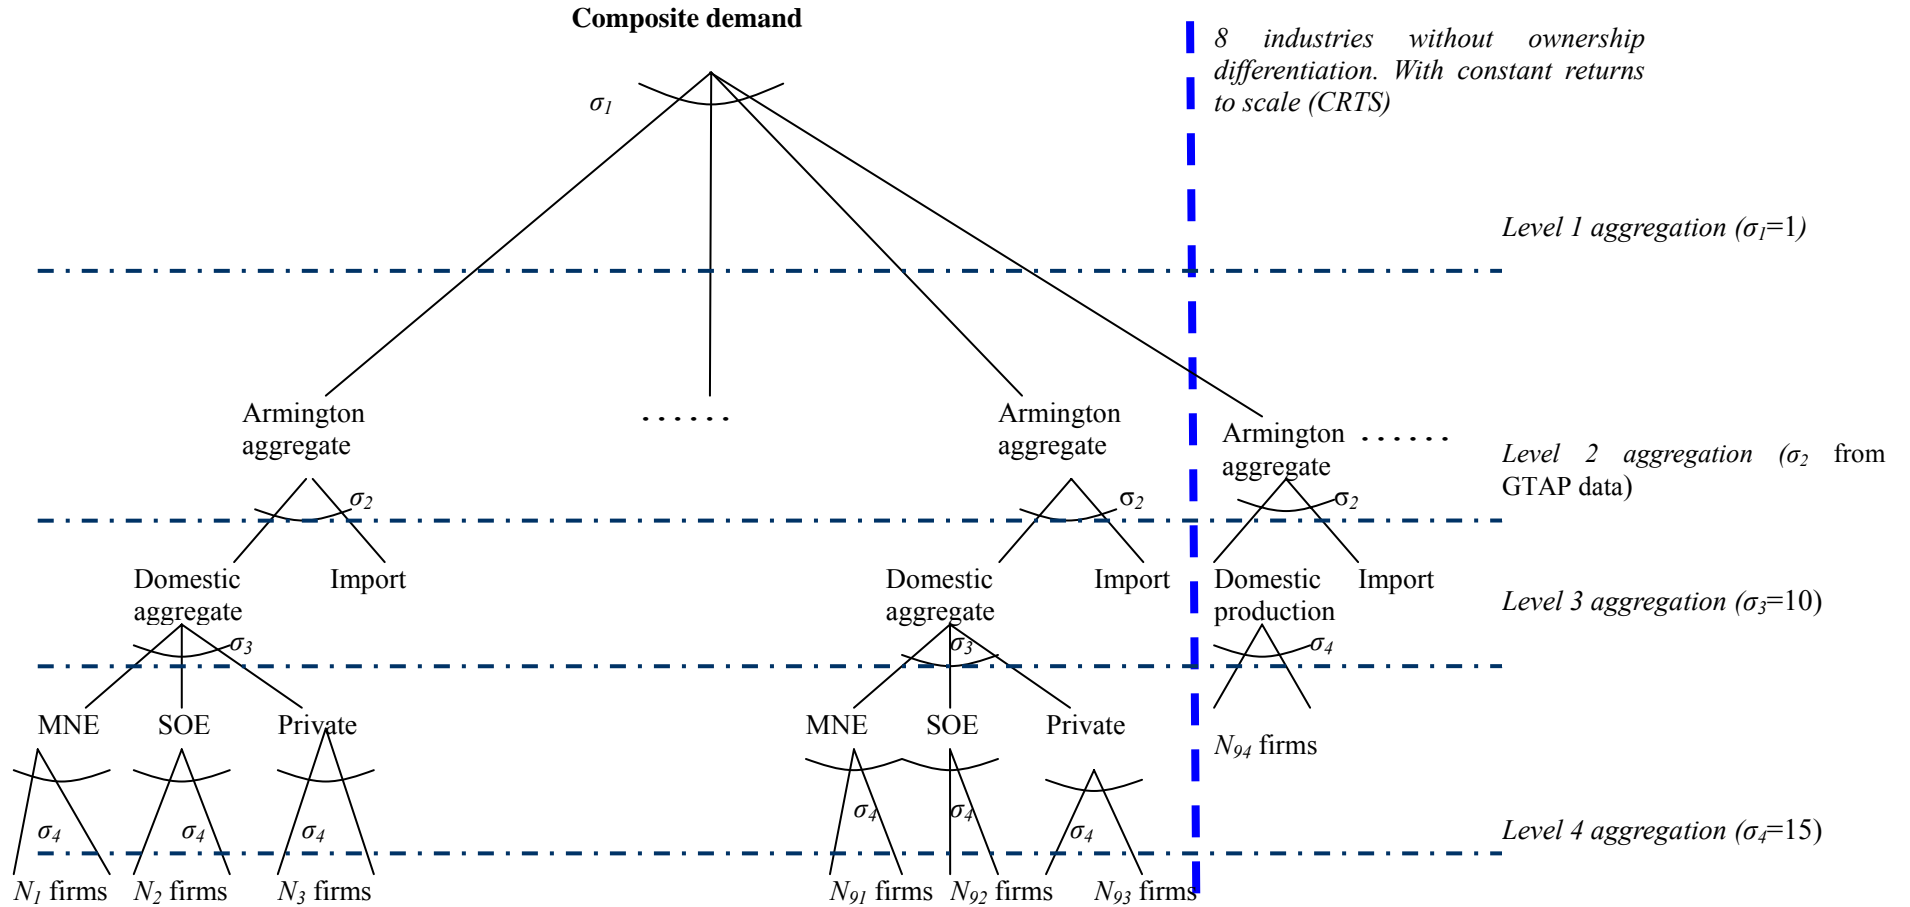 Composite demand
8 industries without ownership
differentiation. With constant returns
to scale (CRTS)
σ1
Level 1 aggregation (σ1=1)
Armington
aggregate
. . . . . .
Armington
aggregate
Armington . . . . . .
aggregate
Level 2 aggregation (σ2 from
GTAP data)
σ2
σ2
σ2
Domestic
aggregate
Import
Domestic
aggregate
Import
Domestic
production
Import
Level 3 aggregation (σ3=10)
σ3
σ3
σ4
MNE
SOE
Private
MNE
SOE
Private
N94 firms
σ4
σ4
σ4
σ4
σ4
σ4
Level 4 aggregation (σ4=15)
N1 firms
N2 firms
N3 firms
N91 firms
N92 firms
N93 firms